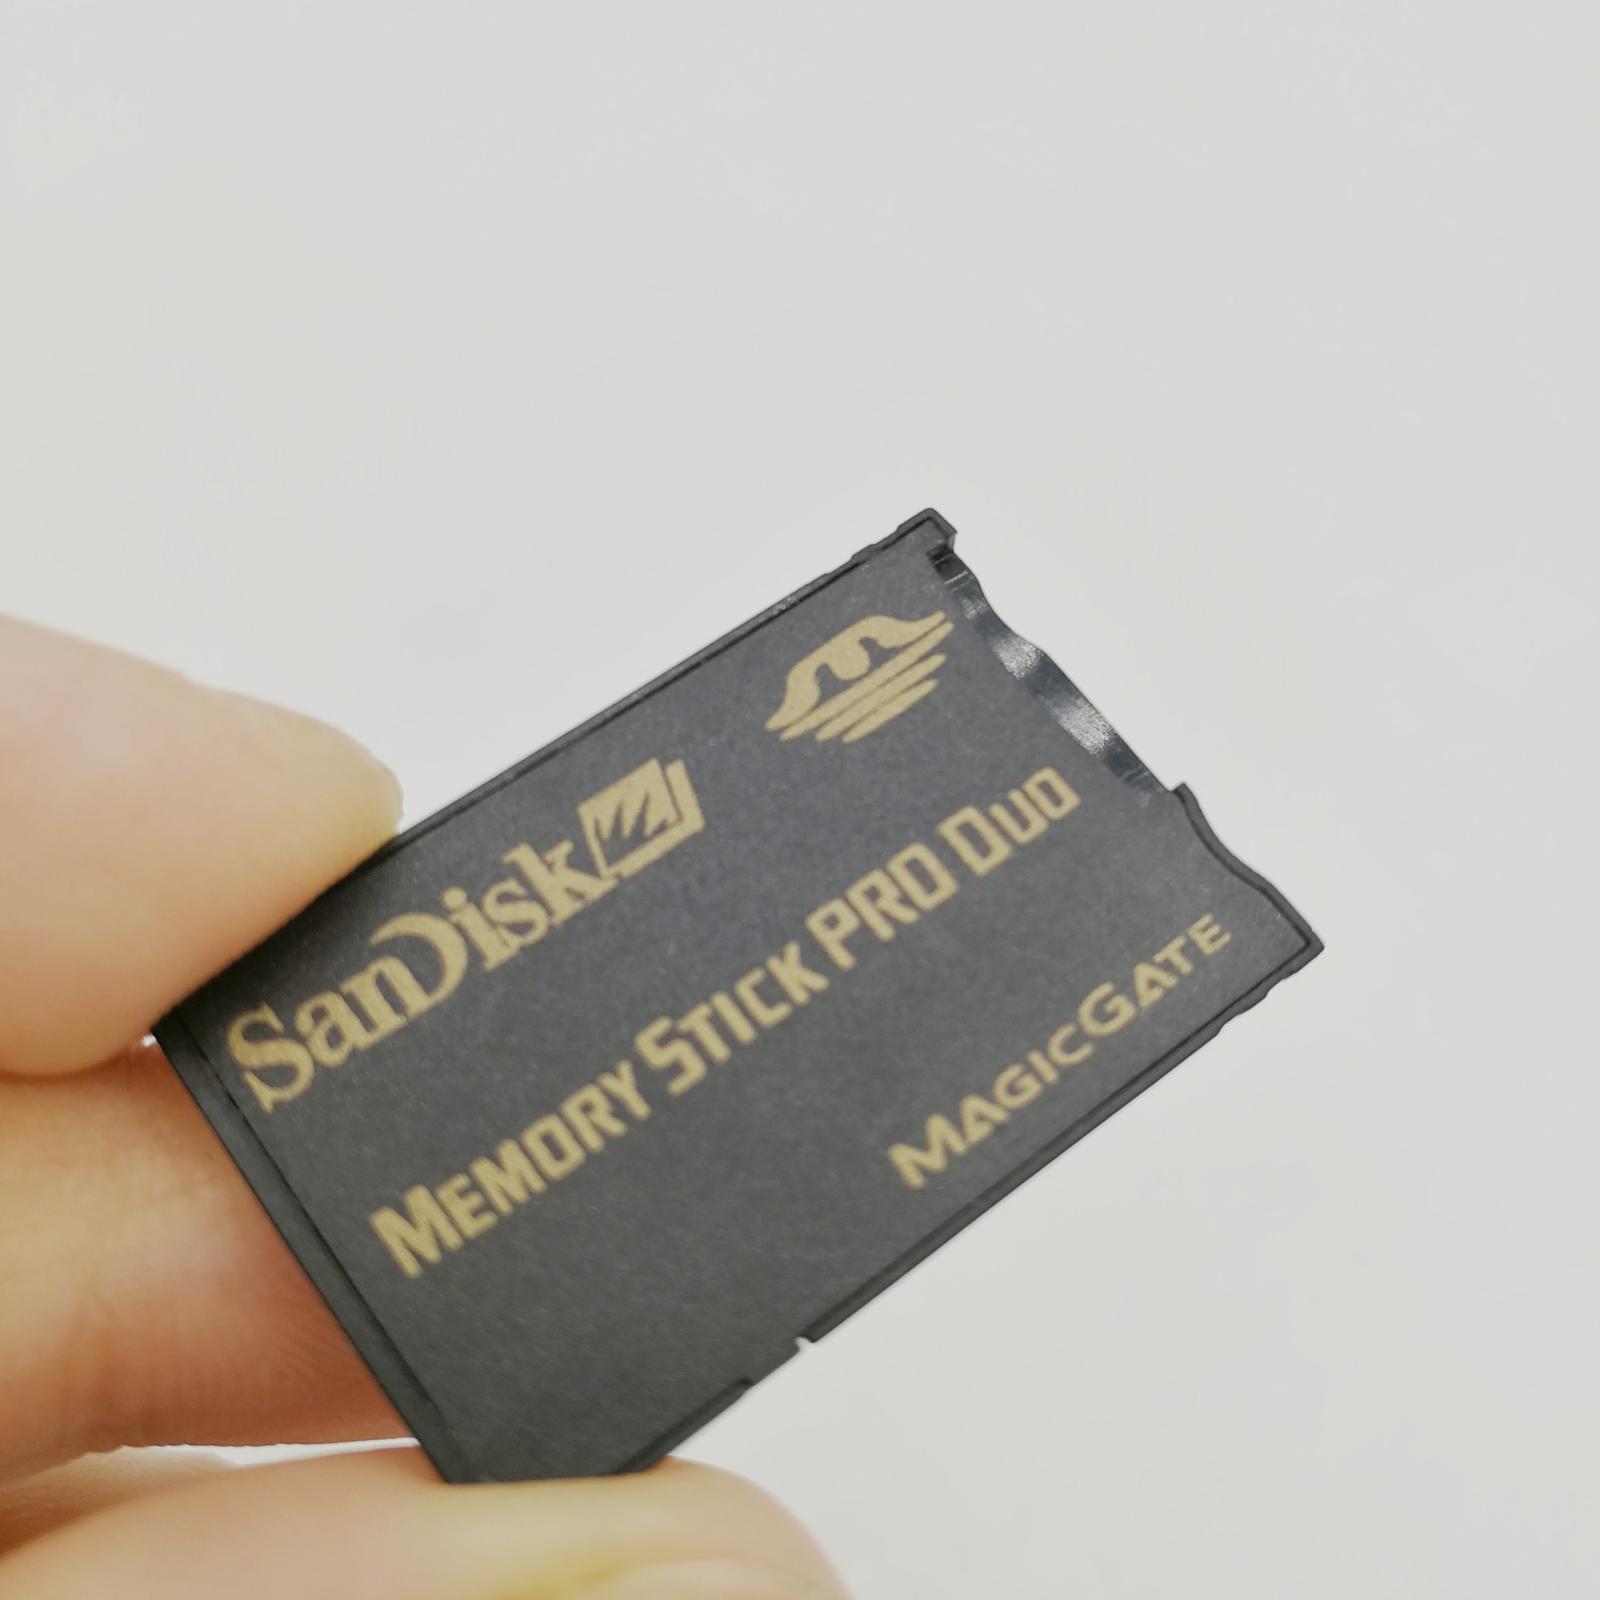 SanDisk
MEMORY STICK PRO DUO
MAGICGATE